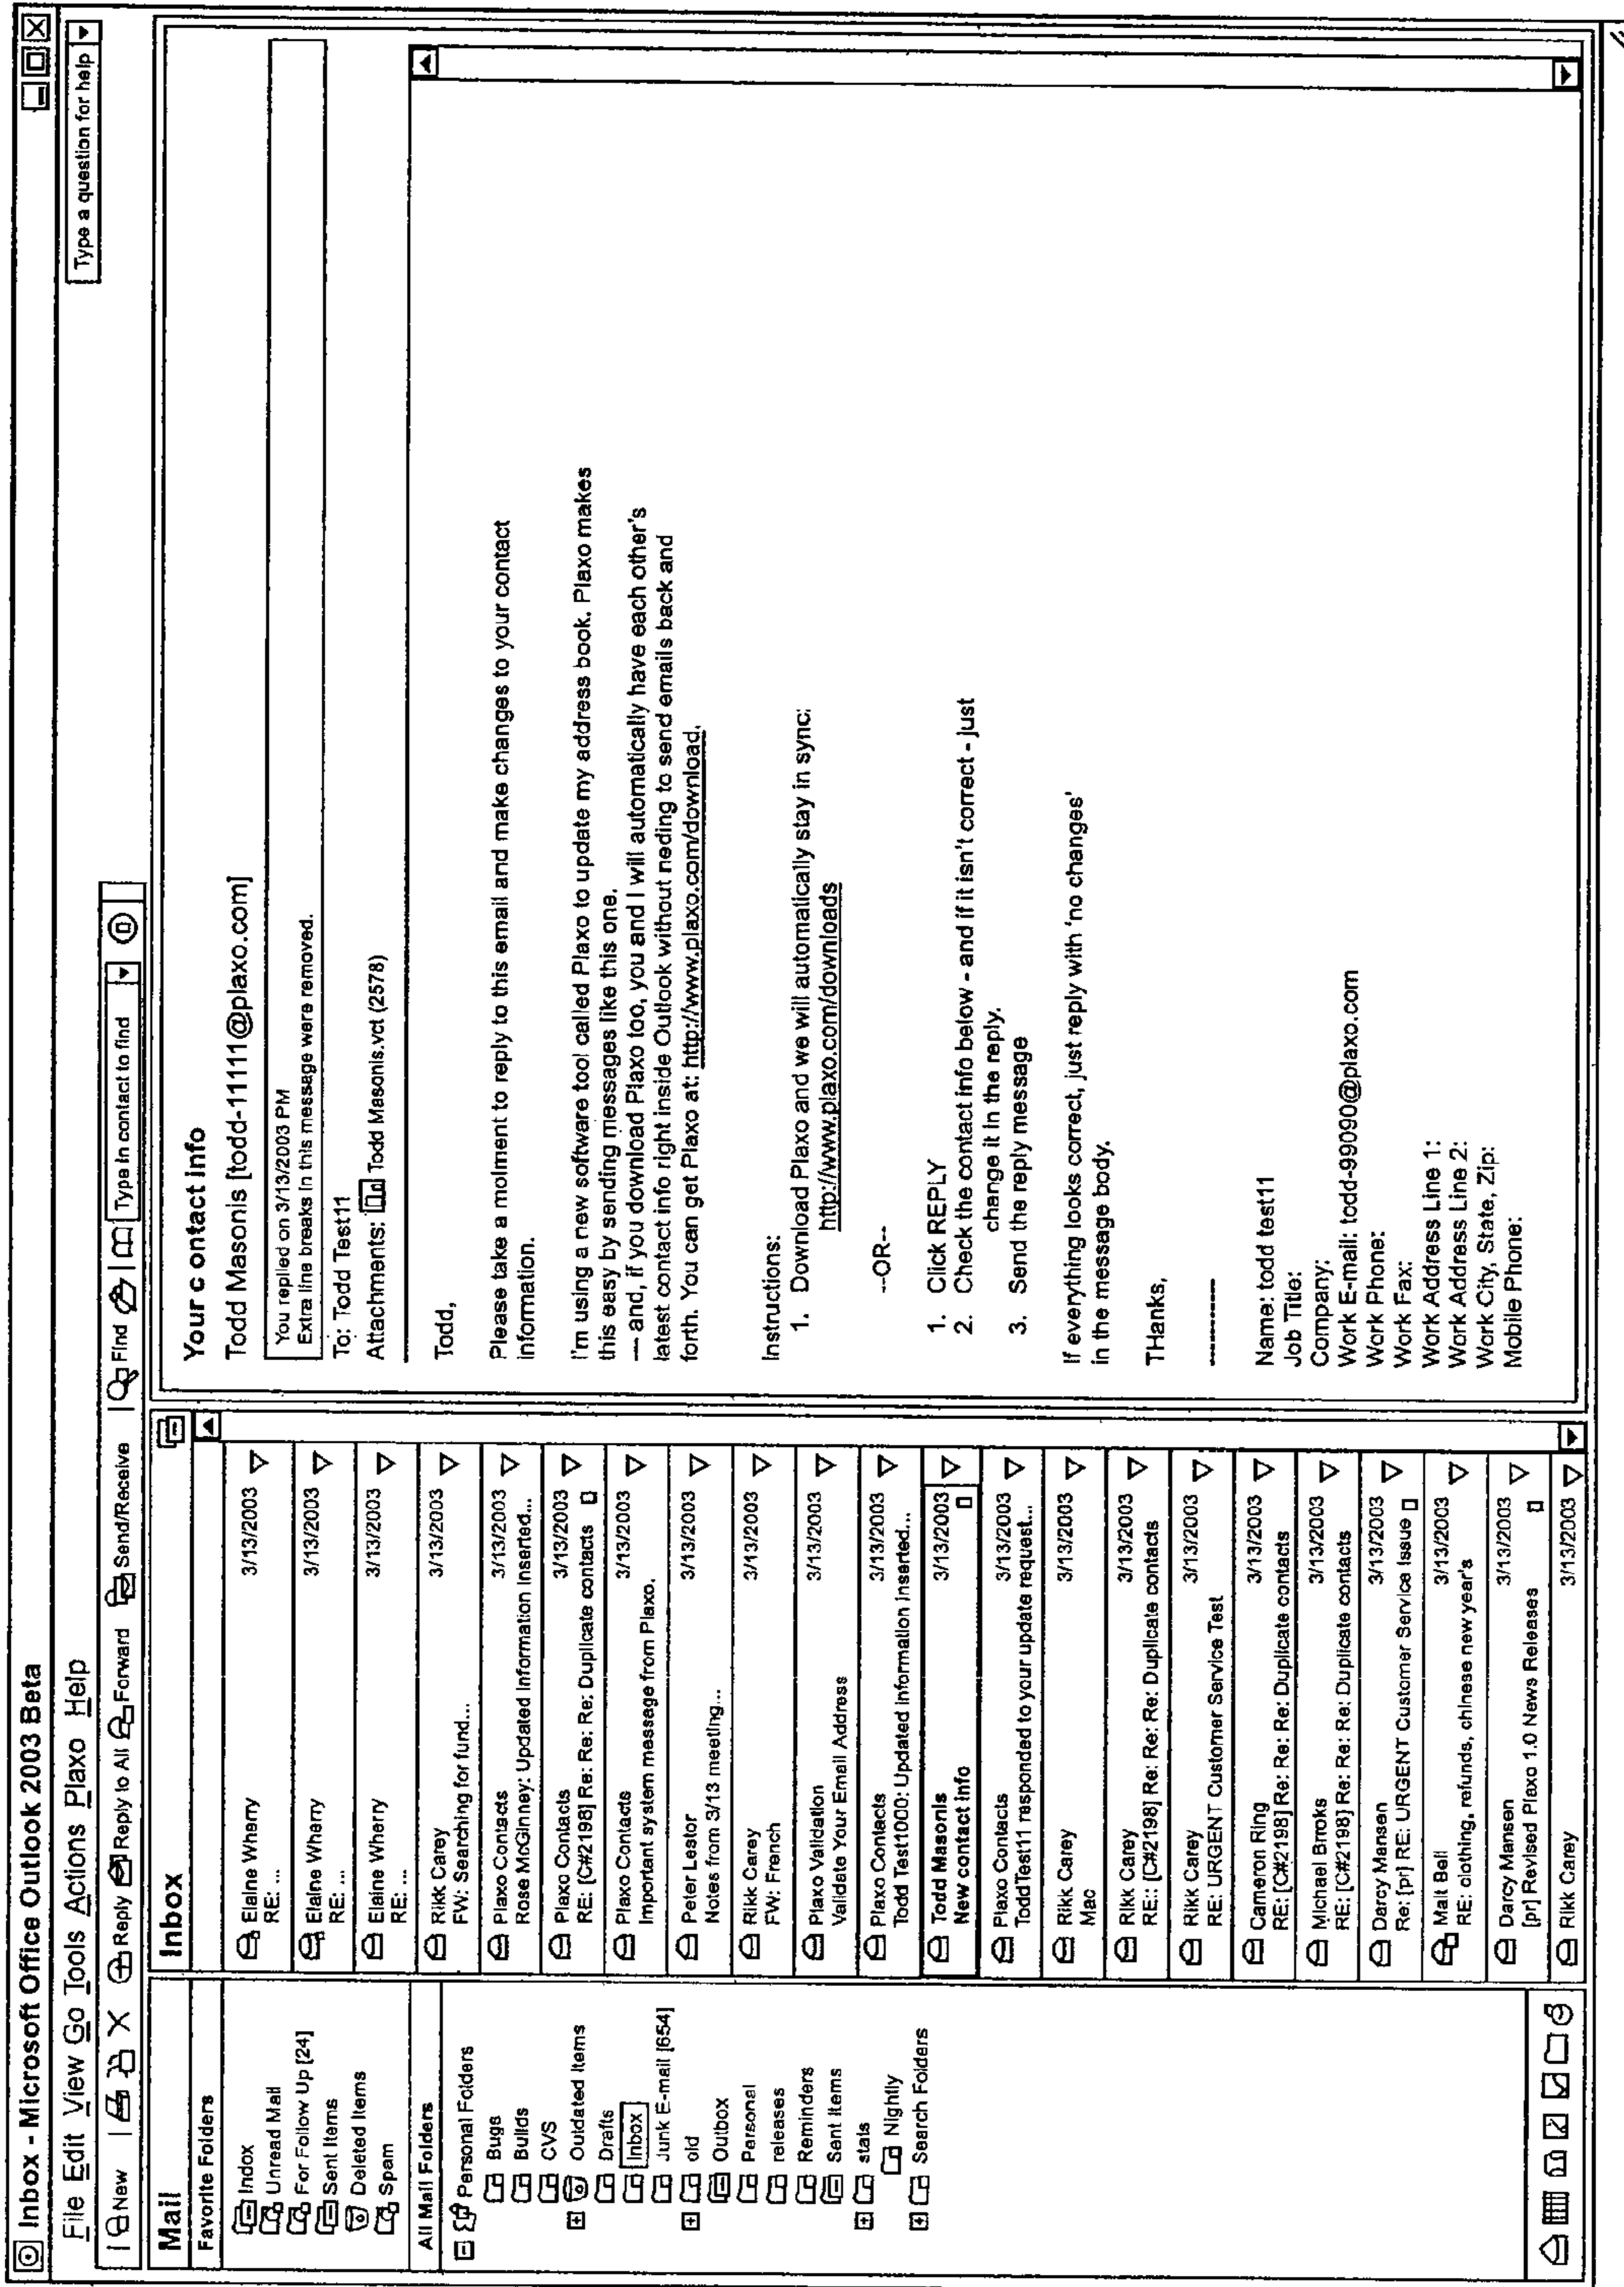 Inbox - Microsoft Office Outlook 2003 Beta
File Edit View Go Tools Actions Plaxo Help
Type a question for help
New Reply Reply to All Forward Send/Receive Find Type in contact to find
Mail
Favorite Folders
Indox
Unread Mail
For Follow Up [24]
Sent Items
Deleted Items
Spam
All Mail Folders
Personal Folders
Bugs
Builds
CVS
Ouldated Items
Drafts
Inbox
Junk E-mail [654]
old
Outbox
Personal
releases
Reminders
Sent Items
stats
Nightly
Search Folders
Inbox
Elaine Wherry 3/13/2003
RE: ...
Elaine Wherry 3/13/2003
RE: ...
Elaine Wherry 3/13/2003
RE: ...
Rikk Carey 3/13/2003
FW: Searching for fund...
Plaxo Contacts 3/13/2003
Rose McGinney: Updated Information Inserted...
Plaxo Contacts 3/13/2003
RE: [C#2198] Re: Re: Duplicate contacts
Plaxo Contacts 3/13/2003
Important system message from Plaxo.
Peter Lestor 3/13/2003
Notes from 3/13 meeting...
Rikk Carey 3/13/2003
FW: French
Plaxo Validation 3/13/2003
Validate Your Email Address
Plaxo Contacts 3/13/2003
Todd Test1000: Updated information inserted...
Todd Masonis 3/13/2003
New contact info
Plaxo Contacts 3/13/2003
ToddTest11 responded to your update request...
Rikk Carey 3/13/2003
Mac
Rikk Carey 3/13/2003
RE:: [C#2198] Re: Re: Re: Duplicate contacts
Rikk Carey 3/13/2003
RE: URGENT Customer Service Test
Cameron Ring 3/13/2003
RE: [C#2198] Re: Re: Re: Duplicate contacts
Michael Brroks 3/13/2003
RE: [C#2198] Re: Re: Re: Duplicate contacts
Darcy Mansen 3/13/2003
Re: [pr] RE: URGENT Customer Service Issue
Malt Bell 3/13/2003
RE: clothing, refunds, chinese new year's
Darcy Mansen 3/13/2003
[pr] Revised Plaxo 1.0 News Releases
Rikk Carey 3/13/2003
Your c ontact info
Todd Masonis [todd-11111@plaxo.com]
You replied on 3/13/2003 PM
Extra line breaks in this message were removed.
To: Todd Test11
Attachments: Todd Masonis.vct (2578)
Todd,
Please take a molment to reply to this email and make changes to your contact
information.
I'm using a new software tool called Plaxo to update my address book. Plaxo makes
this easy by sending messages like this one.
— and, if you download Plaxo too, you and I will automatically have each other's
latest contact info right inside Outlook without neding to send emails back and
forth. You can get Plaxo at: http://www.plaxo.com/download.
Instructions:
1. Download Plaxo and we will automatically stay in sync:
http://www.plaxo.com/downloads
--OR--
1. Click REPLY
2. Check the contact info below - and if it isn't correct - just
change it in the reply.
3. Send the reply message
If everything looks correct, just reply with 'no changes'
in the message body.
THanks,
----------
Name: todd test11
Job Title:
Company:
Work E-mail: todd-99090@plaxo.com
Work Phone:
Work Fax:
Work Address Line 1:
Work Address Line 2:
Work City, State, Zip:
Mobile Phone: